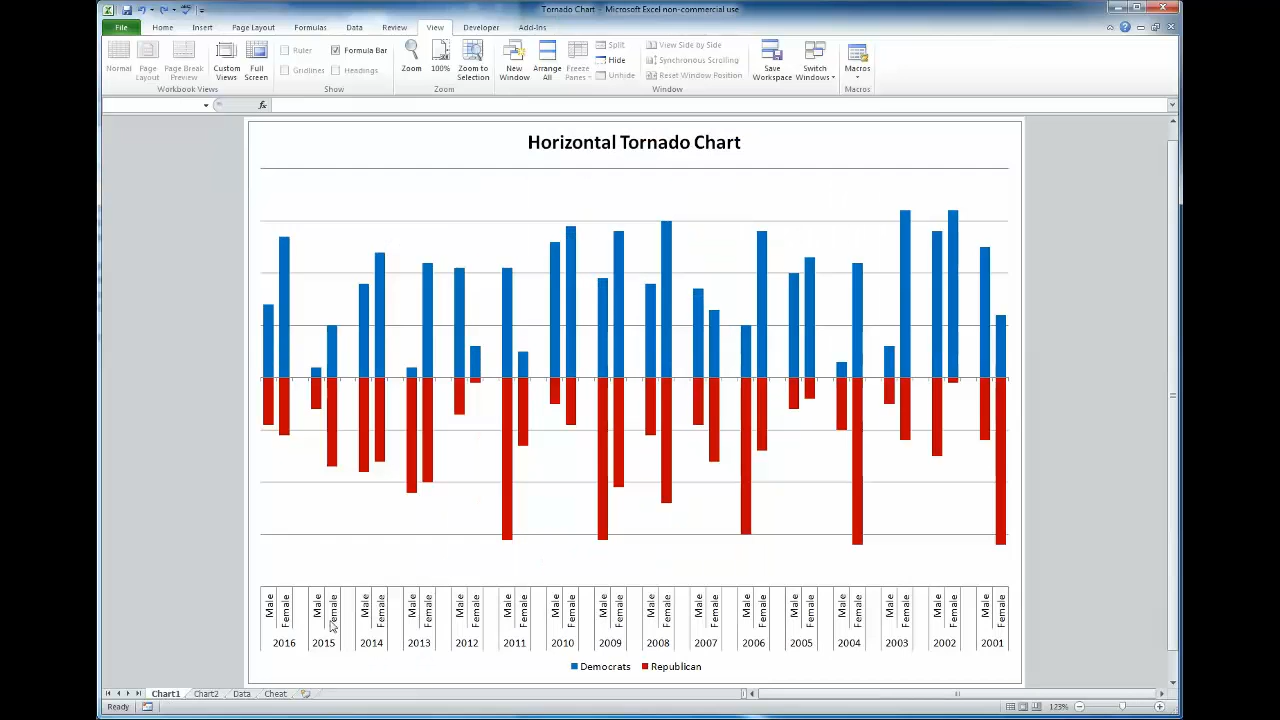 Tornado Chart - Microsoft Excel non-commercial use
File Home Insert Page Layout Formulas Data Review View Developer Add-Ins
Normal
Page Layout
Page Break Preview
Custom Views
Full Screen
Workbook Views
Ruler
Formula Bar
Gridlines
Headings
Show
Zoom
100%
Zoom to Selection
Zoom
New Window
Arrange All
Freeze Panes
Split
Hide
Unhide
View Side by Side
Synchronous Scrolling
Reset Window Position
Window
Save Workspace
Switch Windows
Macros
Macros
fx
Horizontal Tornado Chart
Male Female Male Female Male Female Male Female Male Female Male Female Male Female Male Female Male Female Male Female Male Female Male Female Male Female Male Female Male Female Male Female
2016 2015 2014 2013 2012 2011 2010 2009 2008 2007 2006 2005 2004 2003 2002 2001
Democrats Republican
Chart1 Chart2 Data Cheat
Ready 123%